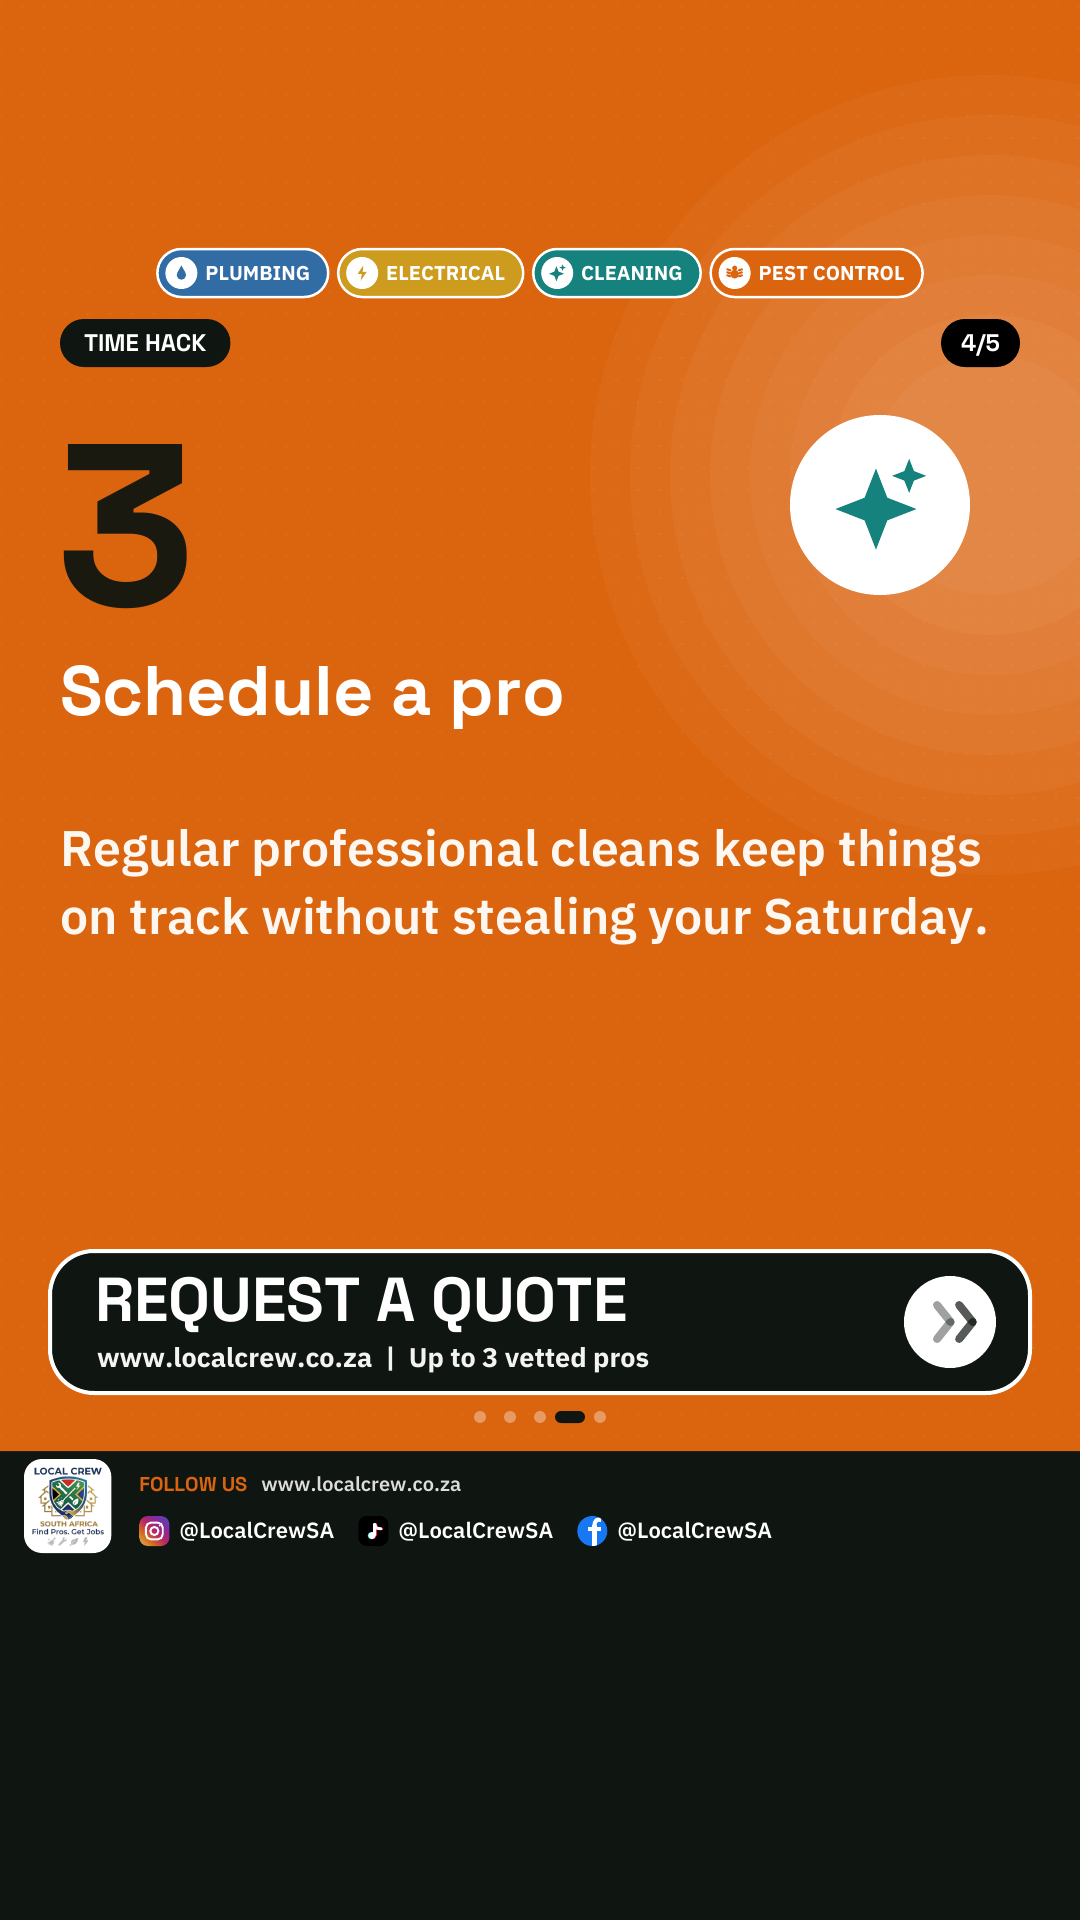 PLUMBING
ELECTRICAL
CLEANING
PEST CONTROL
TIME HACK
4/5
3
Schedule a pro
Regular professional cleans keep things
on track without stealing your Saturday.
REQUEST A QUOTE
www.localcrew.co.za | Up to 3 vetted pros
LOCAL CREW
SOUTH AFRICA
Find Pros. Get Jobs
FOLLOW US www.localcrew.co.za
@LocalCrewSA
@LocalCrewSA
@LocalCrewSA